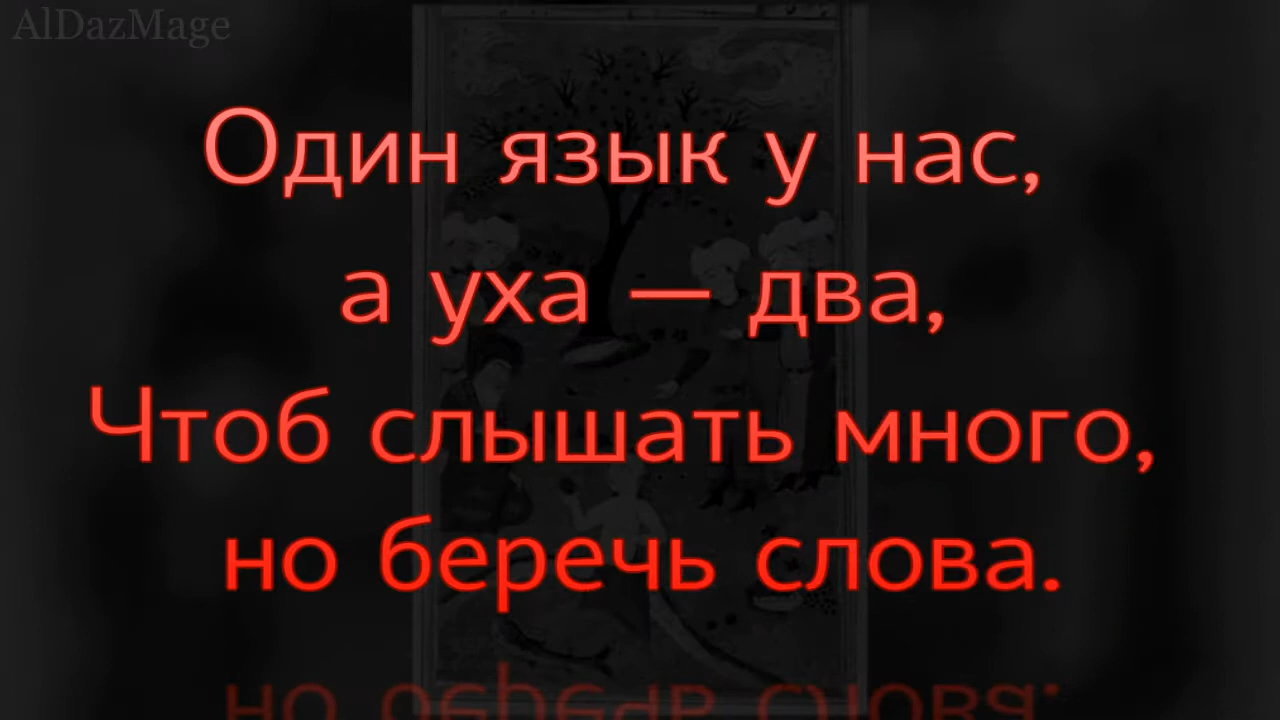 AlDazMage
Один язык у нас,
а уха — два,
Чтоб слышать много,
но беречь слова.